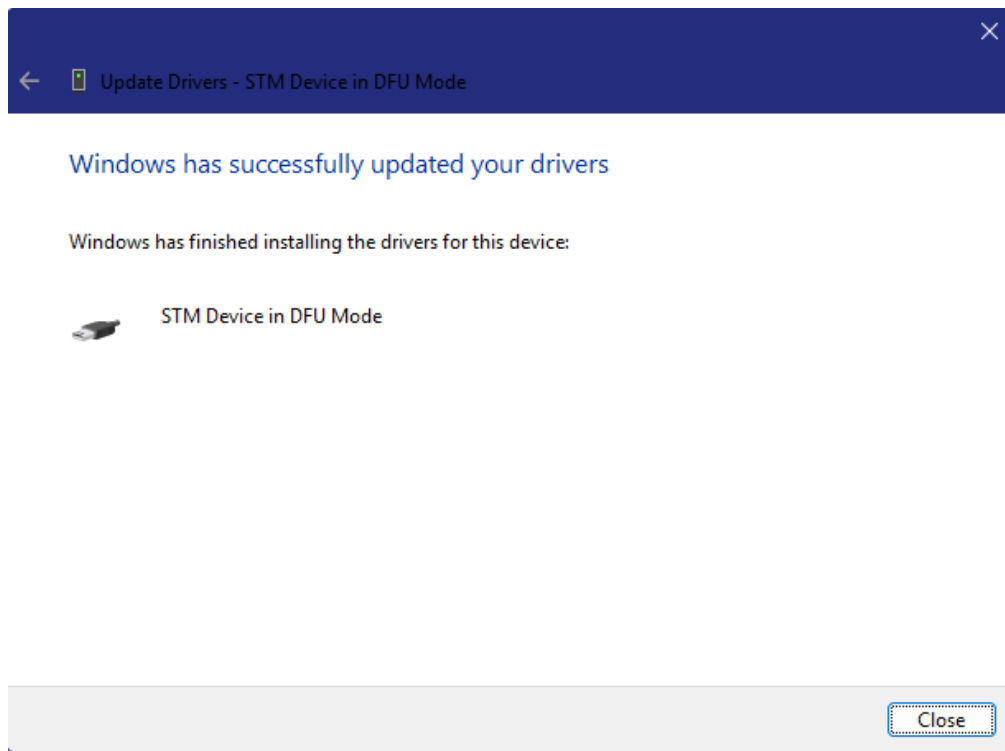 Update Drivers - STM Device in DFU Mode
Windows has successfully updated your drivers
Windows has finished installing the drivers for this device:
STM Device in DFU Mode
Close